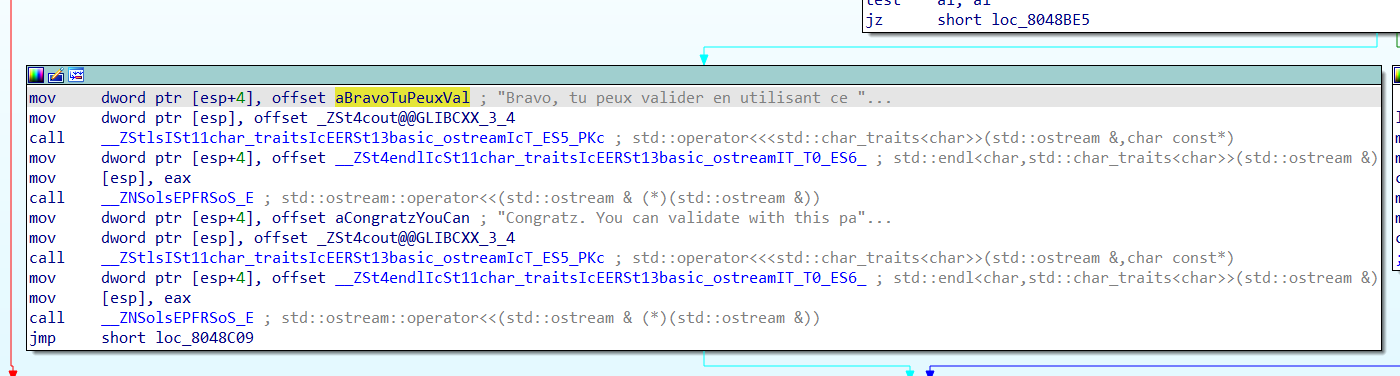 jz short loc_8048BE5
mov dword ptr [esp+4], offset aBravoTuPeuxVal ; "Bravo, tu peux valider en utilisant ce "...
mov dword ptr [esp], offset _ZSt4cout@@GLIBCXX_3_4
call __ZStlsISt11char_traitsIcEERSt13basic_ostreamIcT_ES5_PKc ; std::operator<<<std::char_traits<char>>(std::ostream &,char const*)
mov dword ptr [esp+4], offset __ZSt4endlIcSt11char_traitsIcEERSt13basic_ostreamIT_T0_ES6_ ; std::endl<char,std::char_traits<char>>(std::ostream &)
mov [esp], eax
call __ZNSolsEPFRSoS_E ; std::ostream::operator<<(std::ostream & (*)(std::ostream &))
mov dword ptr [esp+4], offset aCongratzYouCan ; "Congratz. You can validate with this pa"...
mov dword ptr [esp], offset _ZSt4cout@@GLIBCXX_3_4
call __ZStlsISt11char_traitsIcEERSt13basic_ostreamIcT_ES5_PKc ; std::operator<<<std::char_traits<char>>(std::ostream &,char const*)
mov dword ptr [esp+4], offset __ZSt4endlIcSt11char_traitsIcEERSt13basic_ostreamIT_T0_ES6_ ; std::endl<char,std::char_traits<char>>(std::ostream &)
mov [esp], eax
call __ZNSolsEPFRSoS_E ; std::ostream::operator<<(std::ostream & (*)(std::ostream &))
jmp short loc_8048C09